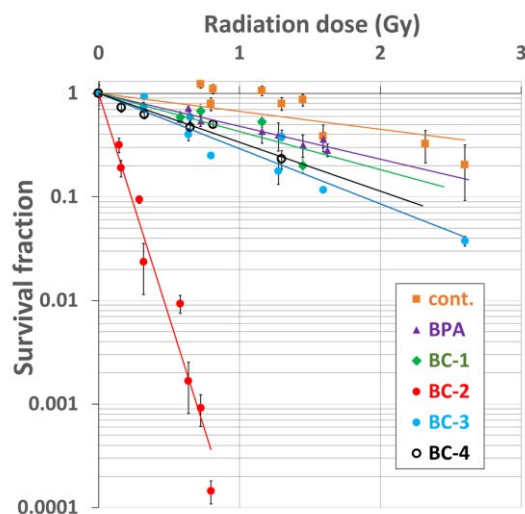 Radiation dose (Gy)
0 1 2 3
1
0.1
0.01
0.001
0.0001
Survival fraction
cont.
BPA
BC-1
BC-2
BC-3
BC-4